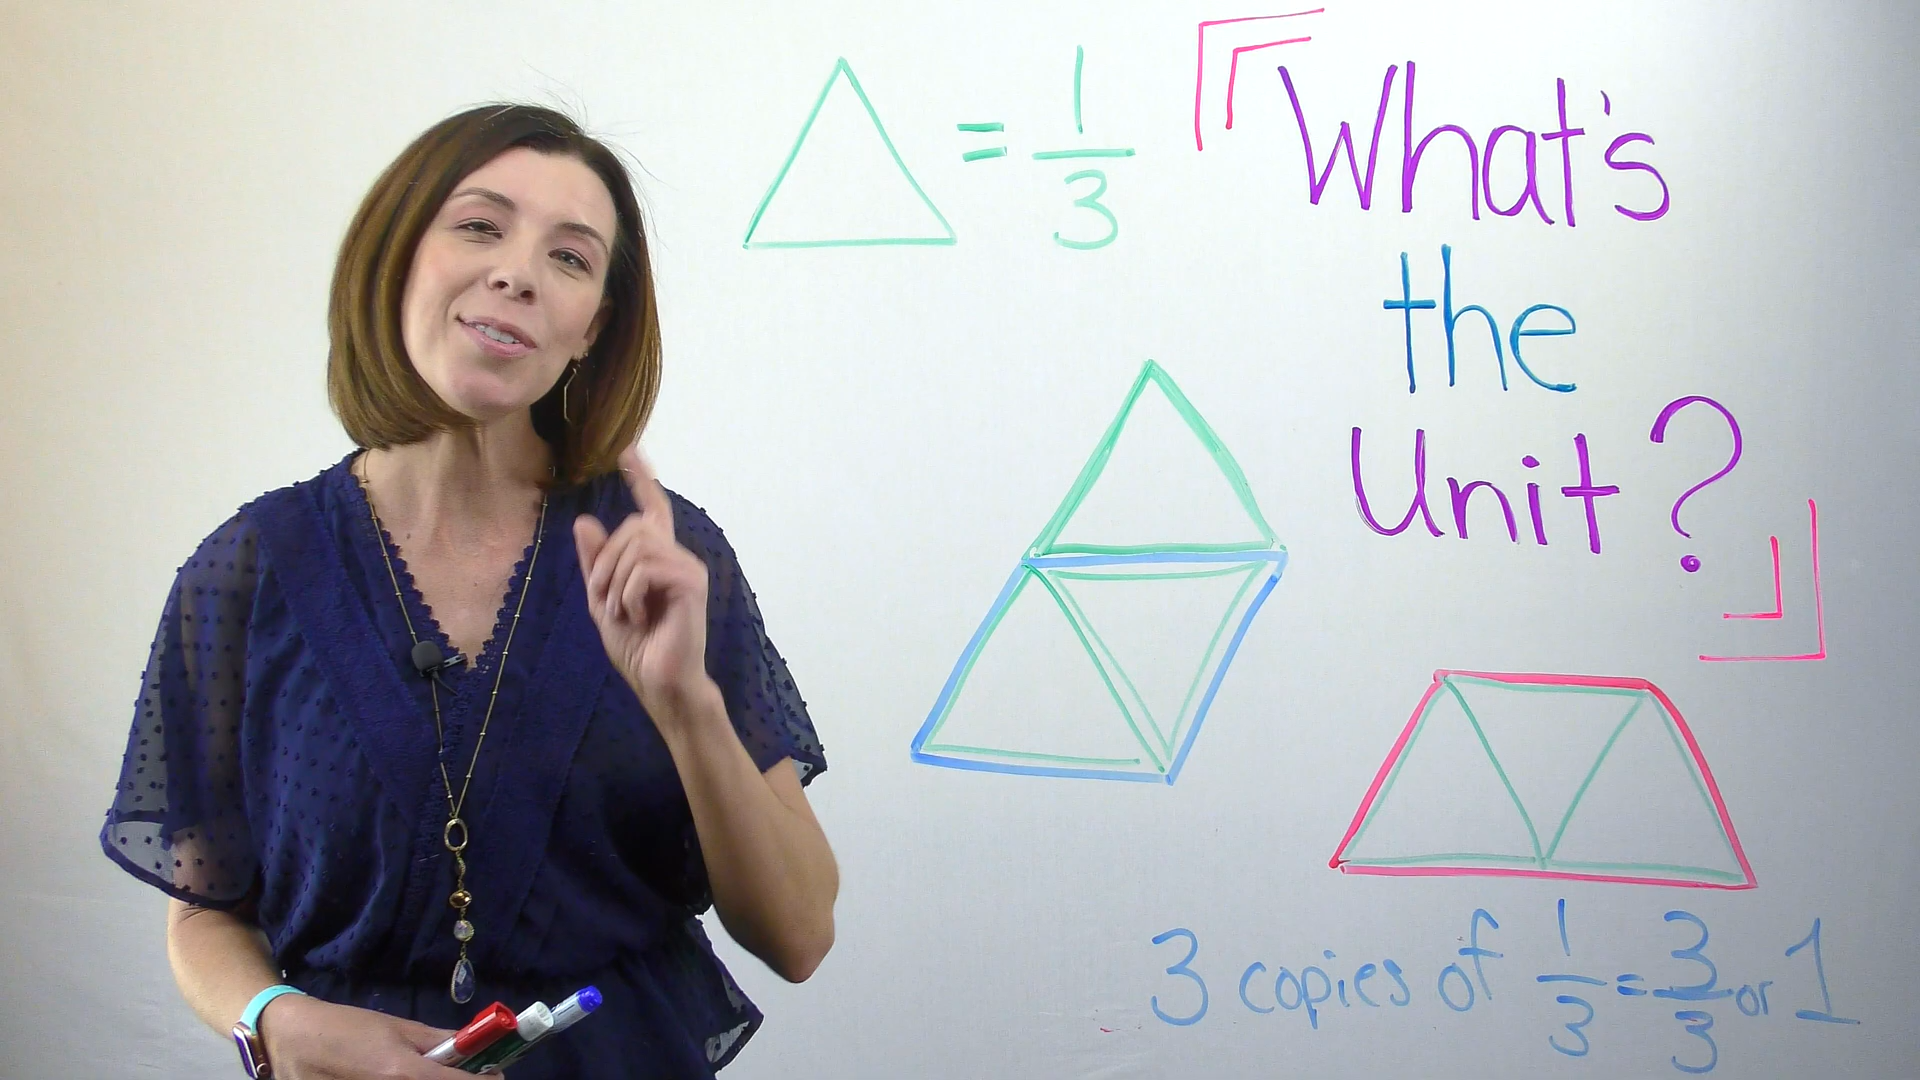 = 1/3
What's
the
Unit?
3 copies of 1/3 = 3/3 or 1